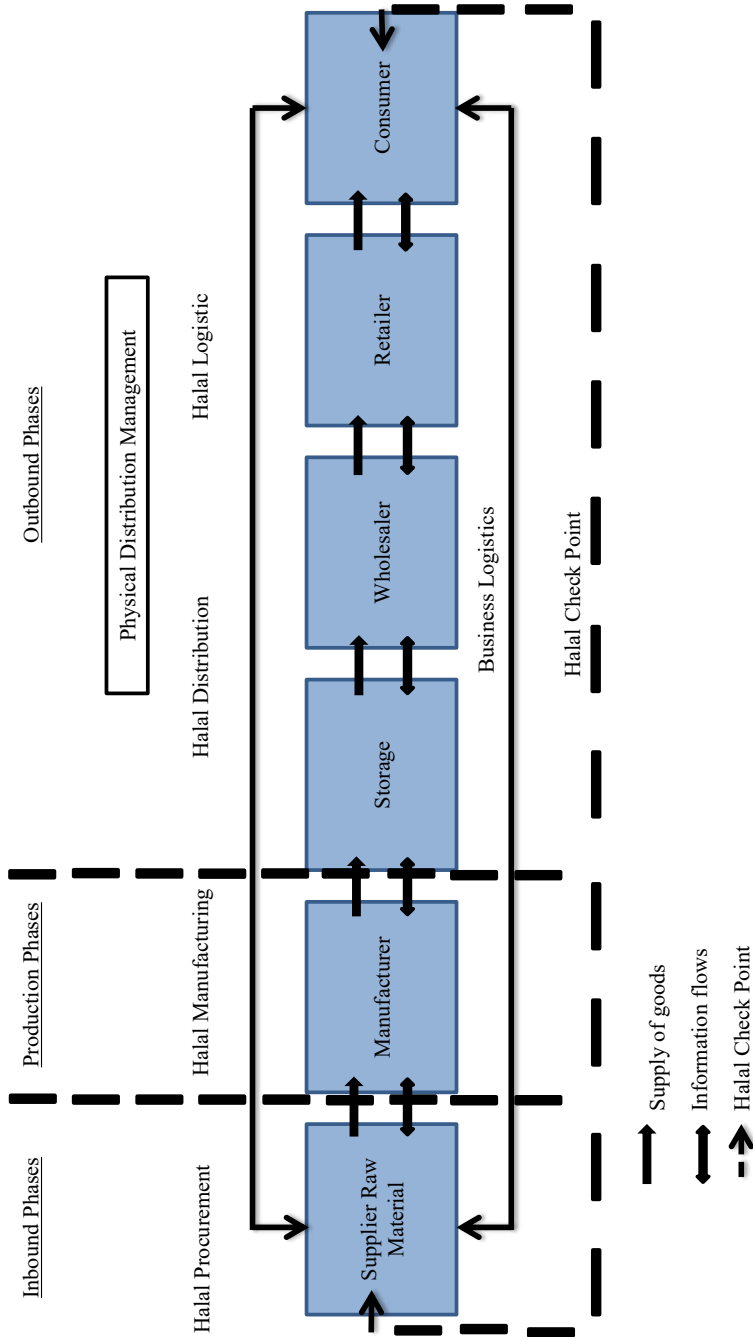 Inbound Phases
Production Phases
Outbound Phases
Physical Distribution Management
Halal Procurement
Halal Manufacturing
Halal Distribution
Halal Logistic
Supplier Raw
Material
Manufacturer
Storage
Wholesaler
Retailer
Consumer
Business Logistics
Halal Check Point
Supply of goods
Information flows
Halal Check Point